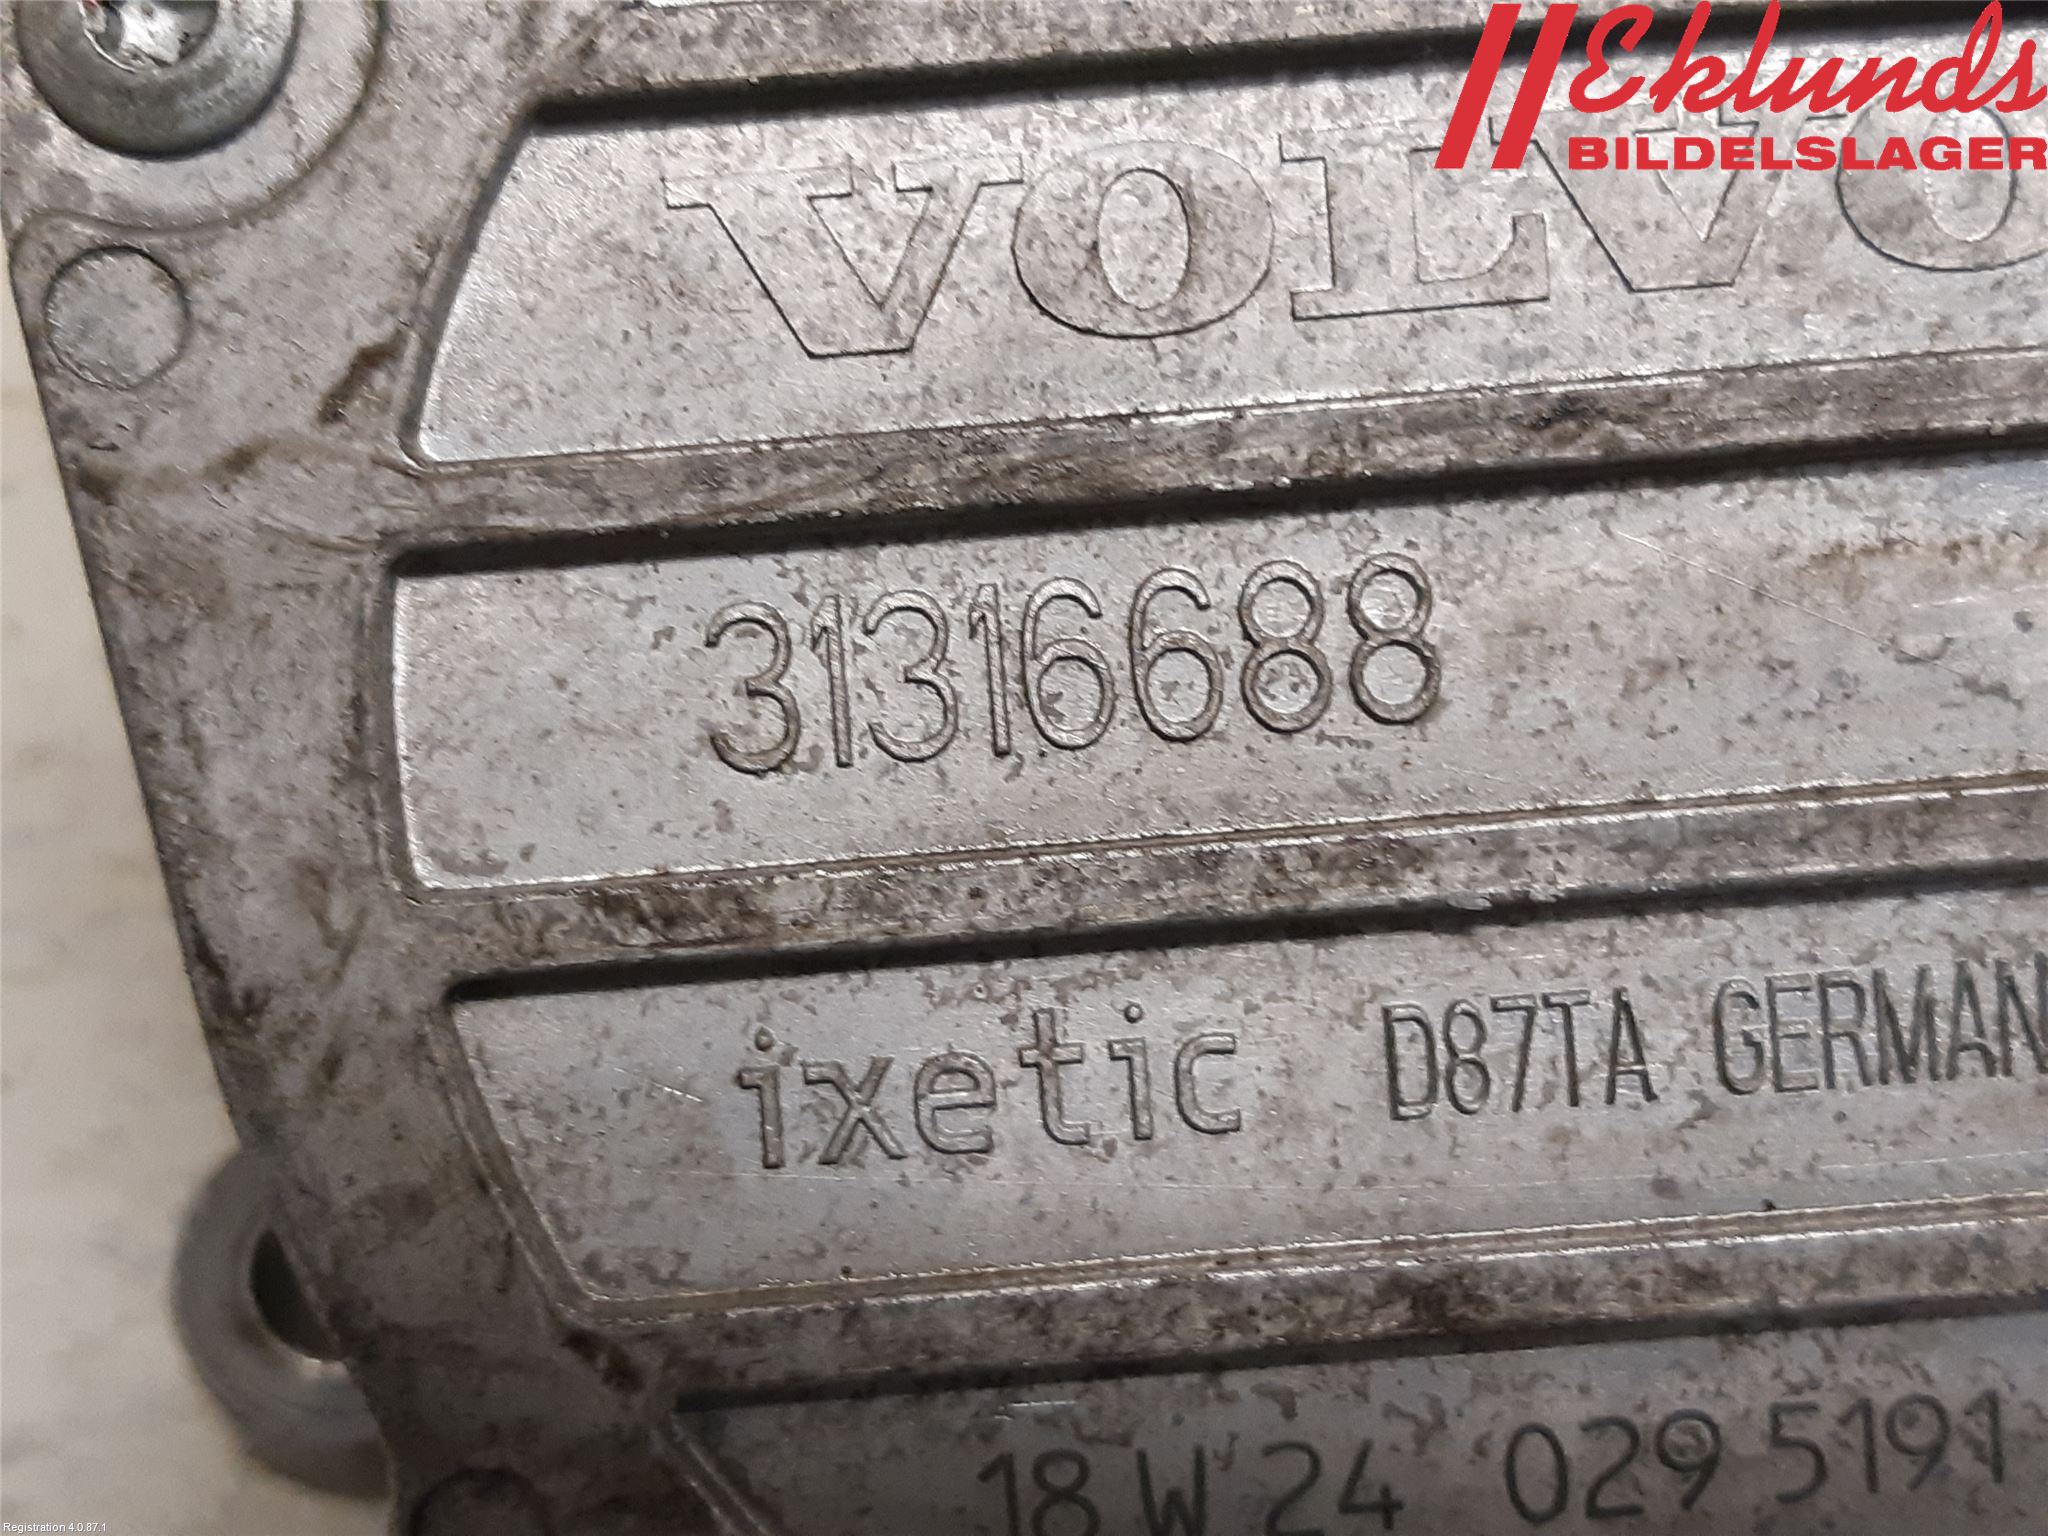 Eklunds
BILDELSLAGER
VOLVO
31316688
ixetic D87TA GERMAN
18 W 24 029 5191
Registration 4.0.87.1